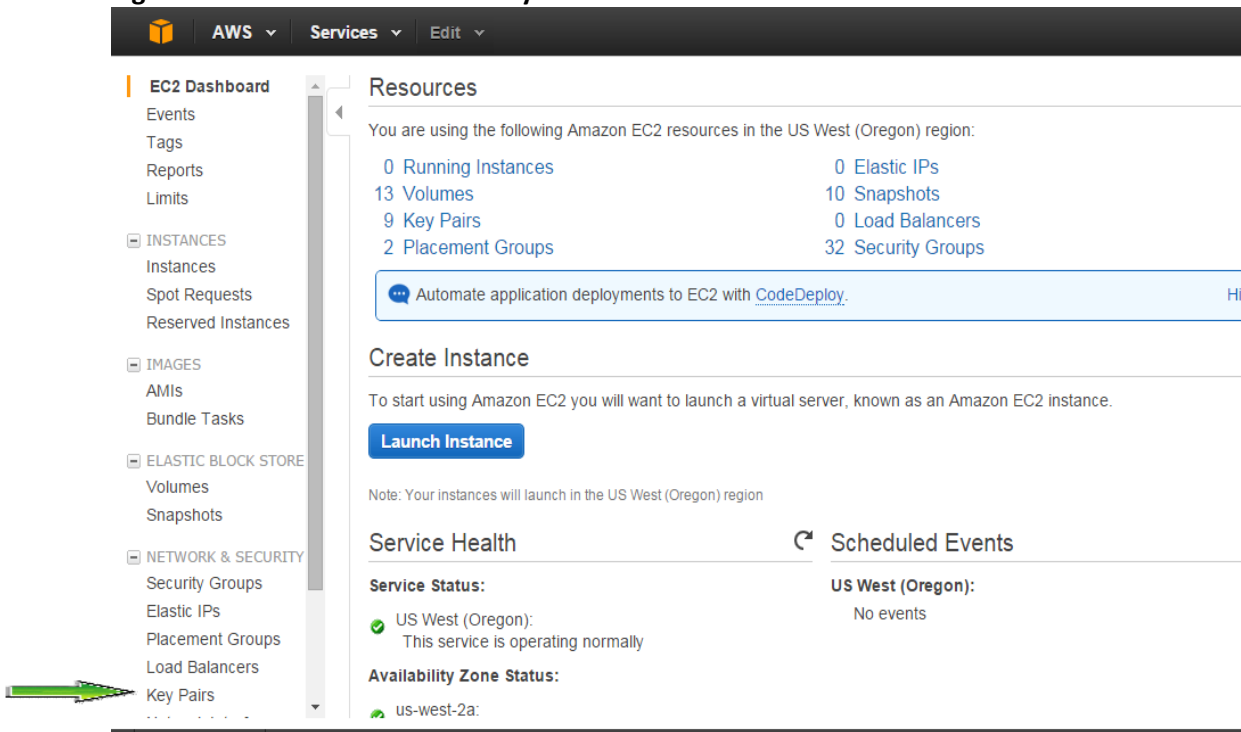 AWS Services Edit
EC2 Dashboard
Events
Tags
Reports
Limits
INSTANCES
Instances
Spot Requests
Reserved Instances
IMAGES
AMIs
Bundle Tasks
ELASTIC BLOCK STORE
Volumes
Snapshots
NETWORK & SECURITY
Security Groups
Elastic IPs
Placement Groups
Load Balancers
Key Pairs
Resources
You are using the following Amazon EC2 resources in the US West (Oregon) region:
0 Running Instances
13 Volumes
9 Key Pairs
2 Placement Groups
0 Elastic IPs
10 Snapshots
0 Load Balancers
32 Security Groups
Automate application deployments to EC2 with CodeDeploy.
Hi
Create Instance
To start using Amazon EC2 you will want to launch a virtual server, known as an Amazon EC2 instance.
Launch Instance
Note: Your instances will launch in the US West (Oregon) region
Service Health
Service Status:
US West (Oregon):
This service is operating normally
Availability Zone Status:
us-west-2a:
Scheduled Events
US West (Oregon):
No events